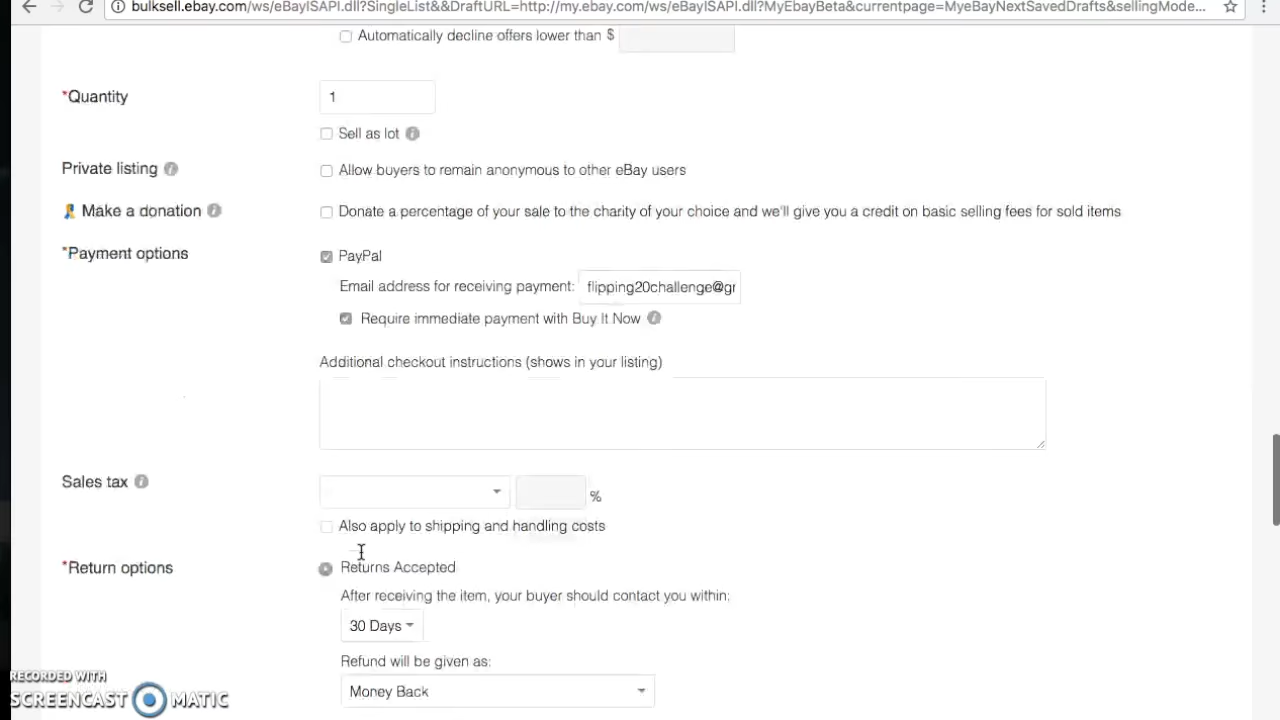 bulksell.ebay.com/ws/eBayISAPI.dll?SingleList&&DraftURL=http://my.ebay.com/ws/eBayISAPI.dll?MyEbayBeta&currentpage=MyeBayNextSavedDrafts&sellingMode...
Automatically decline offers lower than $
*Quantity 1
Sell as lot
Private listing Allow buyers to remain anonymous to other eBay users
Make a donation Donate a percentage of your sale to the charity of your choice and we'll give you a credit on basic selling fees for sold items
*Payment options PayPal
Email address for receiving payment: flipping20challenge@gr
Require immediate payment with Buy It Now
Additional checkout instructions (shows in your listing)
Sales tax %
Also apply to shipping and handling costs
*Return options Returns Accepted
After receiving the item, your buyer should contact you within:
30 Days
Refund will be given as:
Money Back
RECORDED WITH
SCREENCAST MATIC